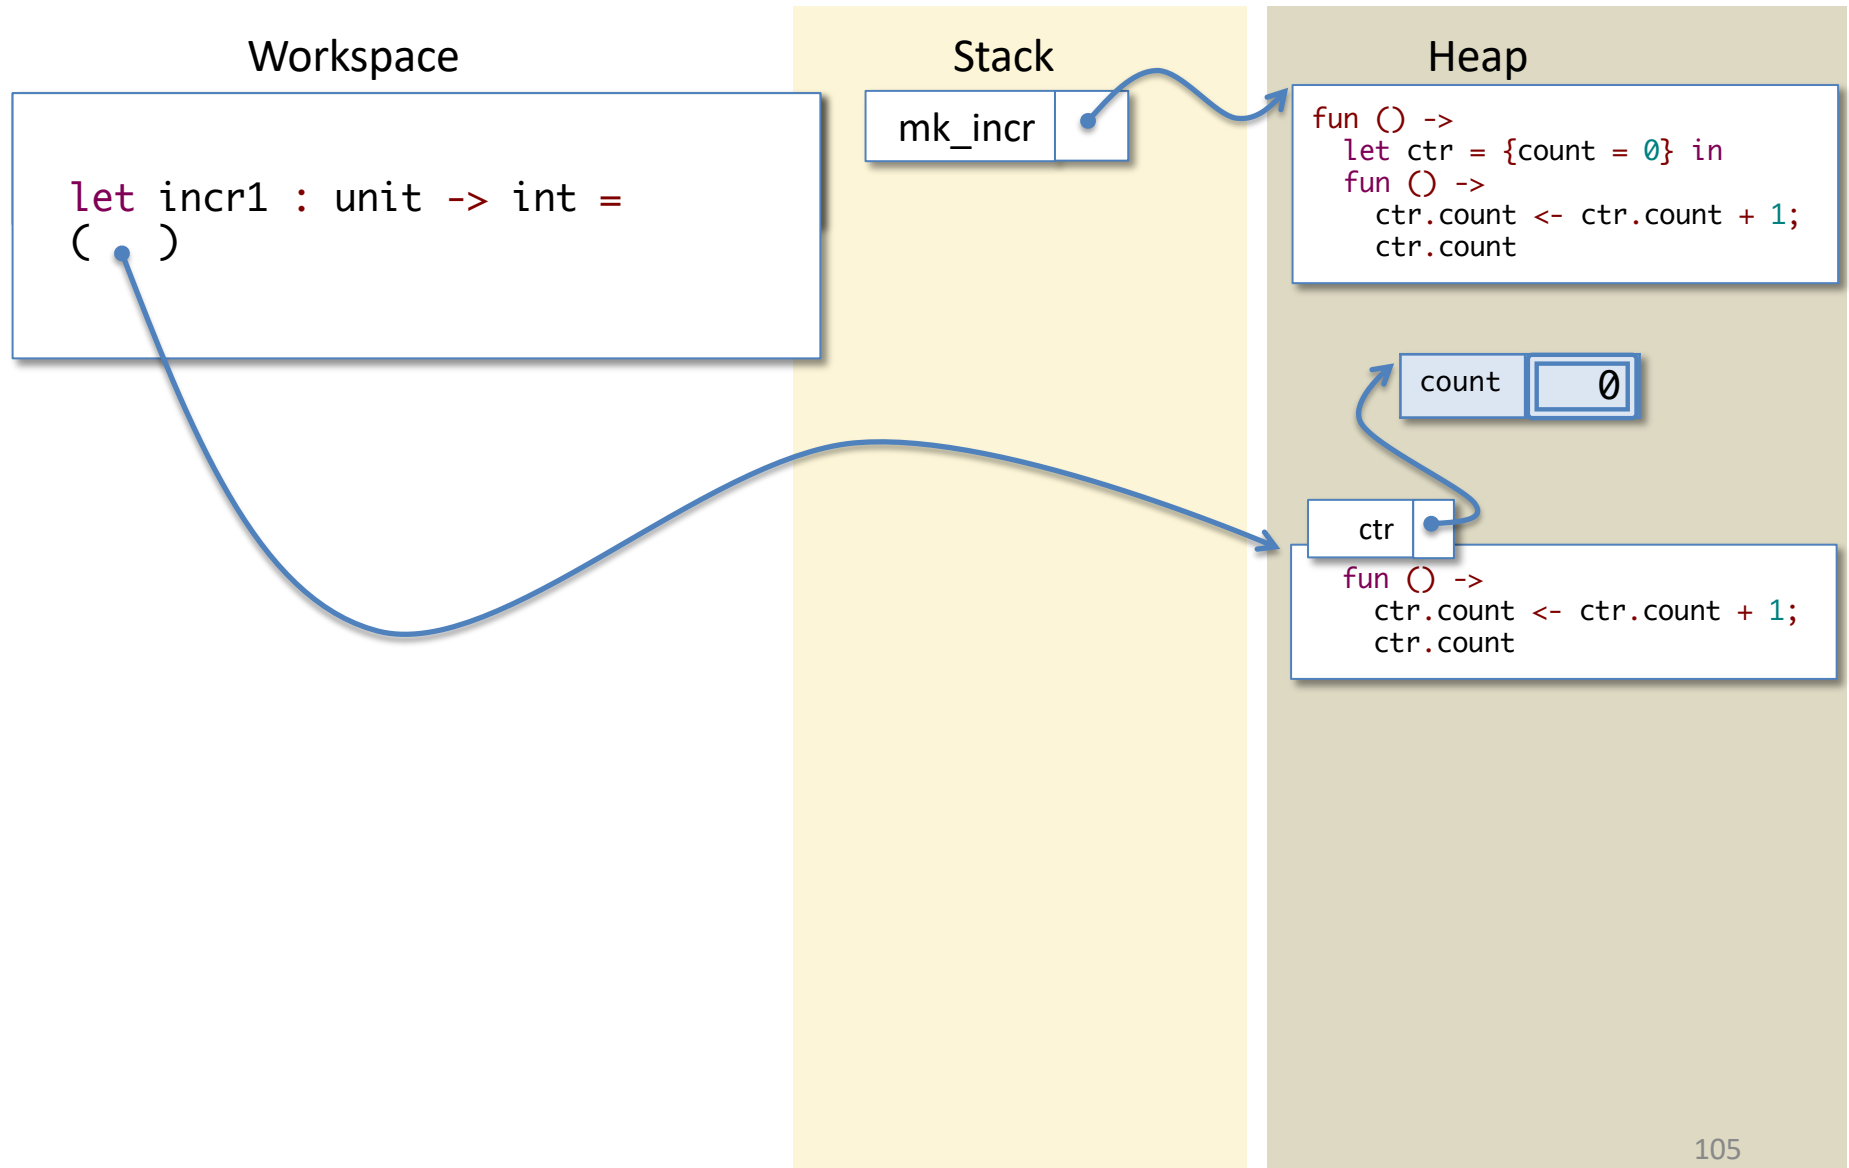 Workspace
Stack
Heap
let incr1 : unit -> int =
( )
mk_incr
fun () ->
let ctr = {count = 0} in
fun () ->
ctr.count <- ctr.count + 1;
ctr.count
count 0
ctr
fun () ->
ctr.count <- ctr.count + 1;
ctr.count
105